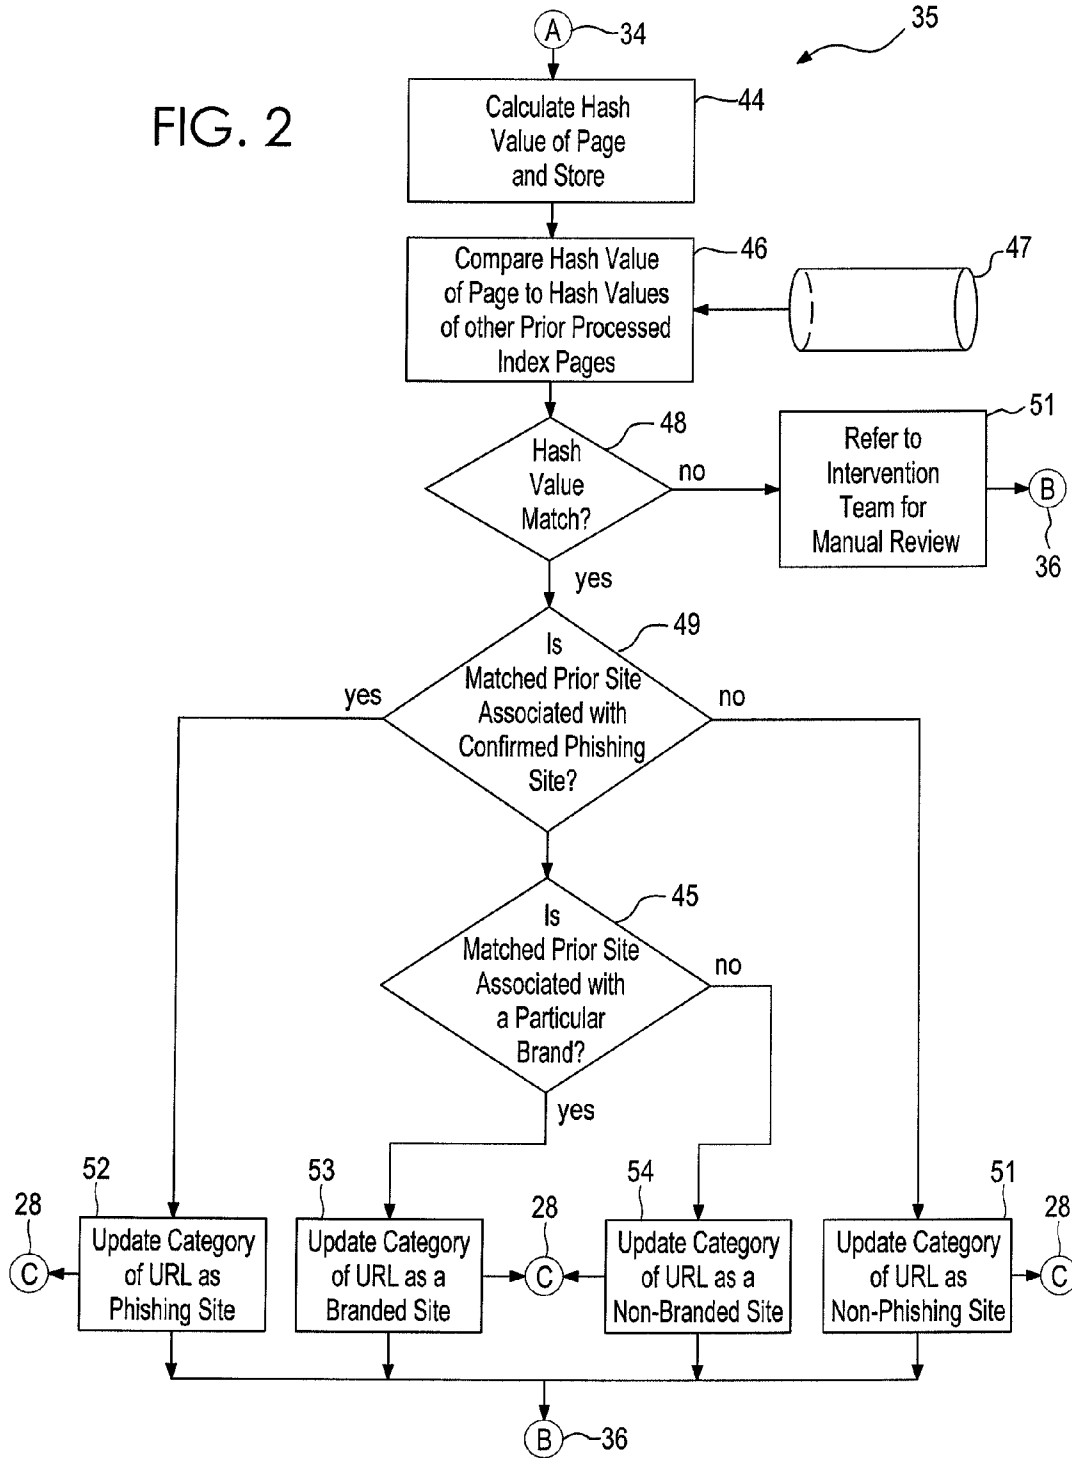 A
34
35
FIG. 2
Calculate Hash
Value of Page
and Store
44
Compare Hash Value
of Page to Hash Values
of other Prior Processed
Index Pages
46
47
Hash
Value
Match?
48
no
Refer to
Intervention
Team for
Manual Review
51
B
36
yes
Is
Matched Prior Site
Associated with
Confirmed Phishing
Site?
49
yes
no
Is
Matched Prior Site
Associated with
a Particular
Brand?
45
no
yes
28
C
52
Update Category
of URL as
Phishing Site
53
Update Category
of URL as a
Branded Site
28
C
54
Update Category
of URL as a
Non-Branded Site
51
Update Category
of URL as
Non-Phishing Site
28
C
B
36